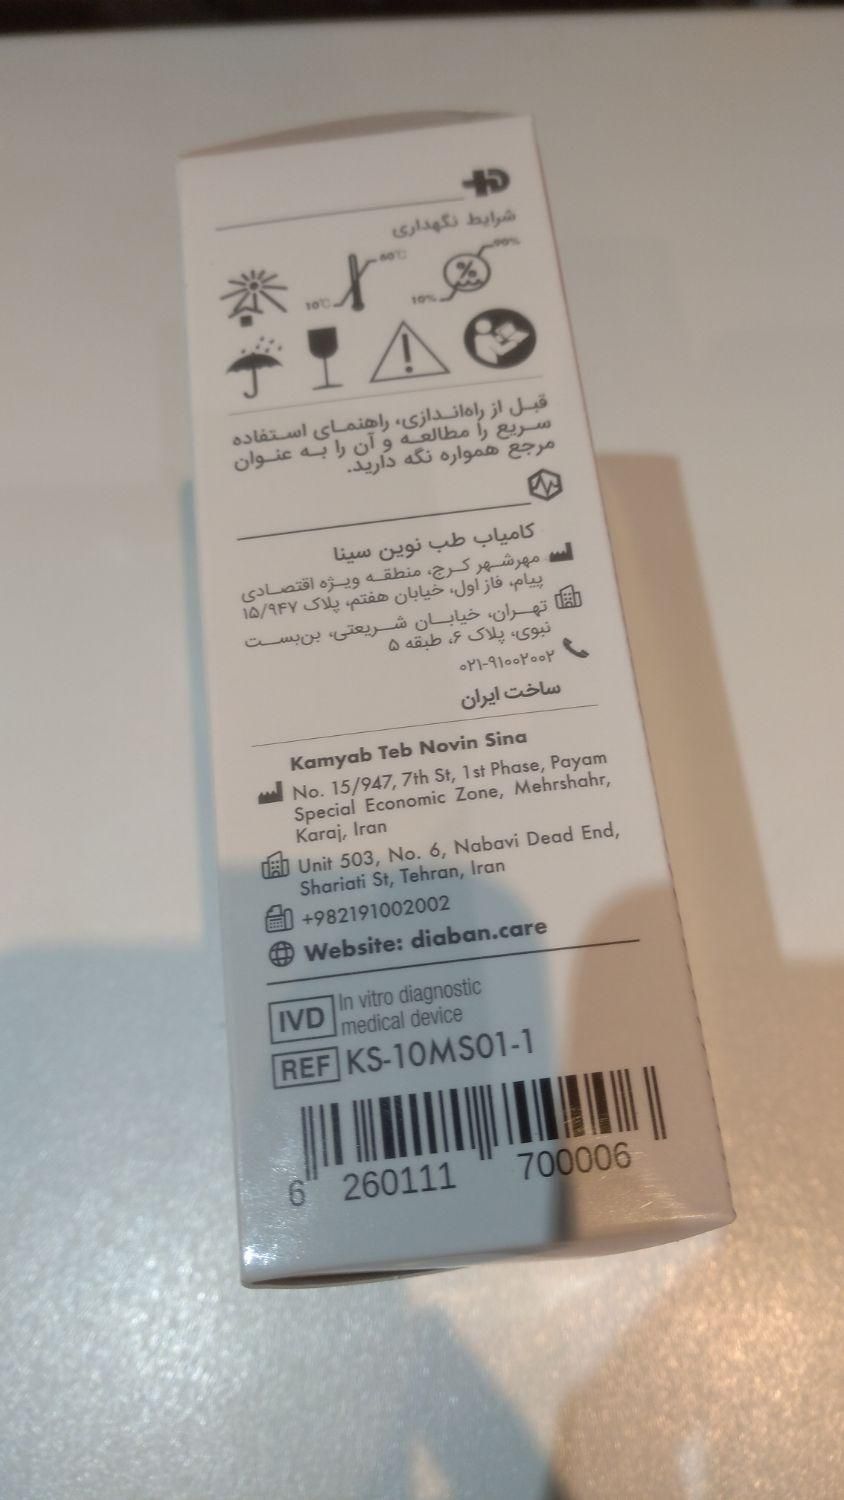 شرایط نگهداری
60°C
90%
10°C
10%
قبل از راه‌اندازی، راهنمای استفاده
سریع را مطالعه و آن را به عنوان
مرجع همواره نگه دارید.
کامیاب طب نوین سینا
مهرشهر کرج، منطقه ویژه اقتصادی
پیام، فاز اول، خیابان هفتم، پلاک ۱۵/۹۴۷
تهران، خیابان شریعتی، بن‌بست
نبوی، پلاک ۶، طبقه ۵
۰۲۱-۹۱۰۰۲۰۰۲
ساخت ایران
Kamyab Teb Novin Sina
No. 15/947, 7th St, 1st Phase, Payam
Special Economic Zone, Mehrshahr,
Karaj, Iran
Unit 503, No. 6, Nabavi Dead End,
Shariati St, Tehran, Iran
+982191002002
Website: diaban.care
IVD In vitro diagnostic
medical device
REF KS-10MS01-1
6 260111 700006